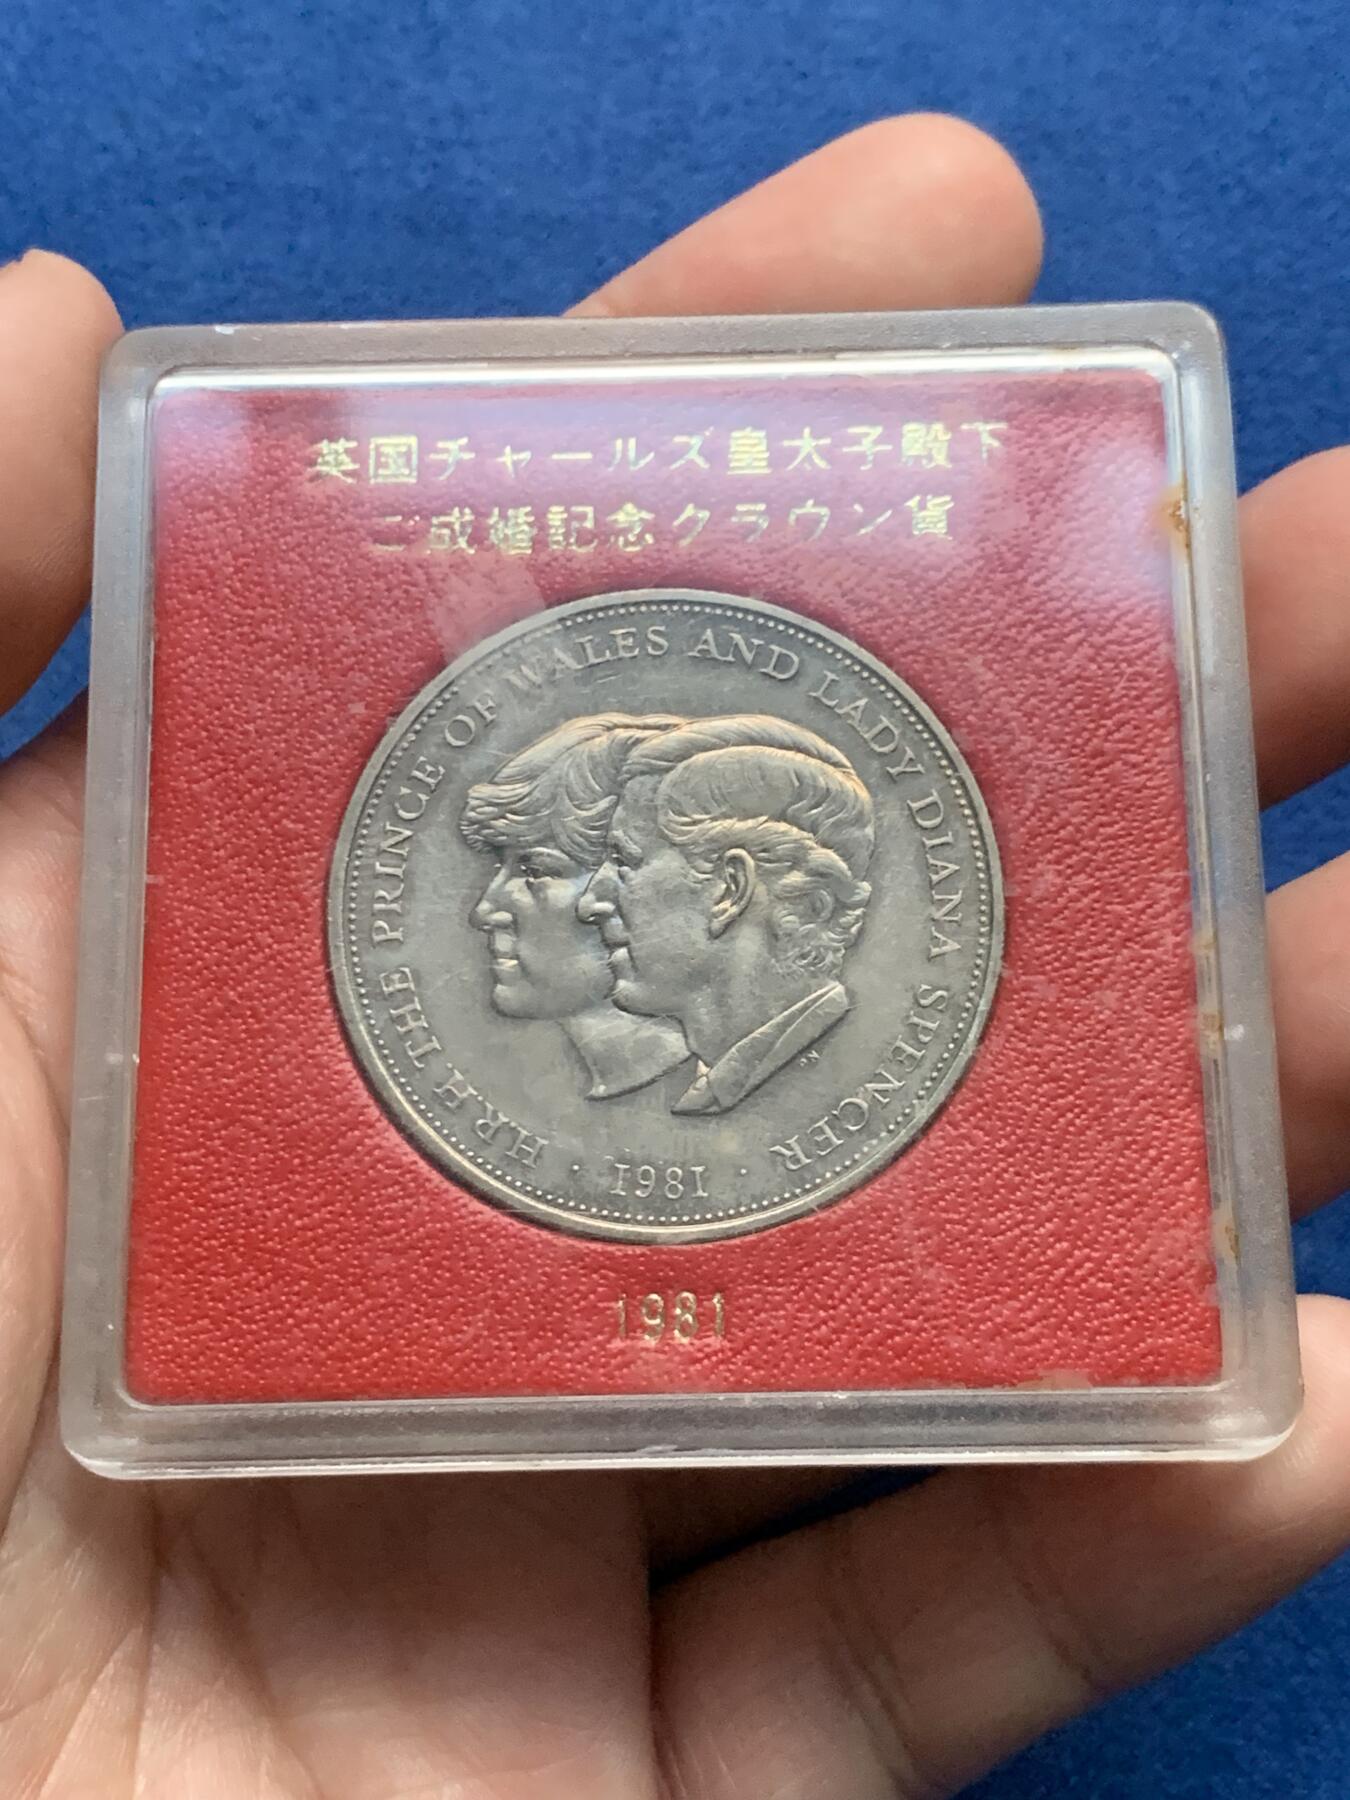 英国チャールズ皇太子殿下
ご成婚記念クラウン貨
H.R.H. THE PRINCE OF WALES AND LADY DIANA SPENCER
· 1981 ·
1981